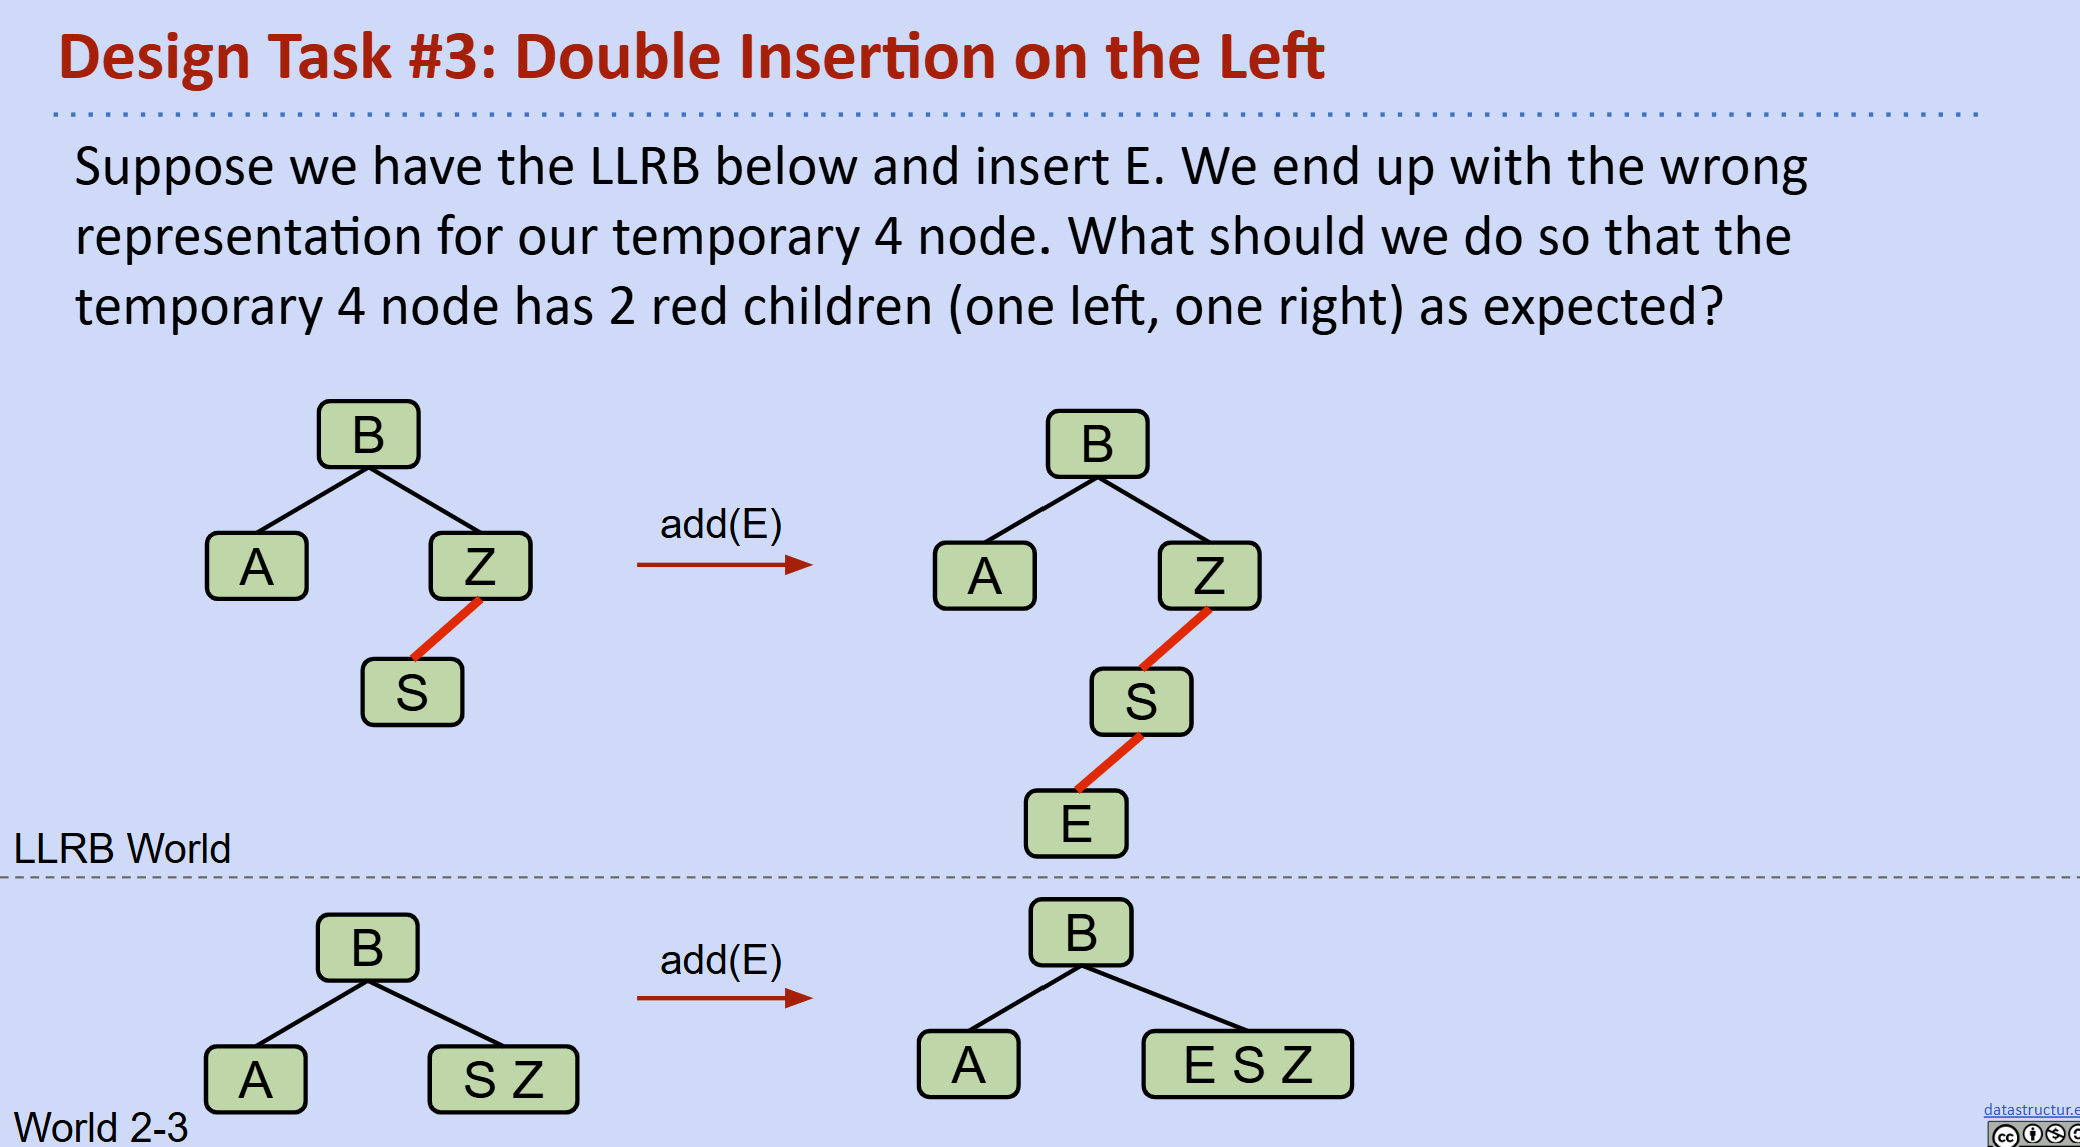 Design Task #3: Double Insertion on the Left
Suppose we have the LLRB below and insert E. We end up with the wrong
representation for our temporary 4 node. What should we do so that the
temporary 4 node has 2 red children (one left, one right) as expected?
B
B
add(E)
A
Z
A
Z
S
S
E
LLRB World
B
B
add(E)
A
S Z
A
E S Z
World 2-3
datastructur.e
cc